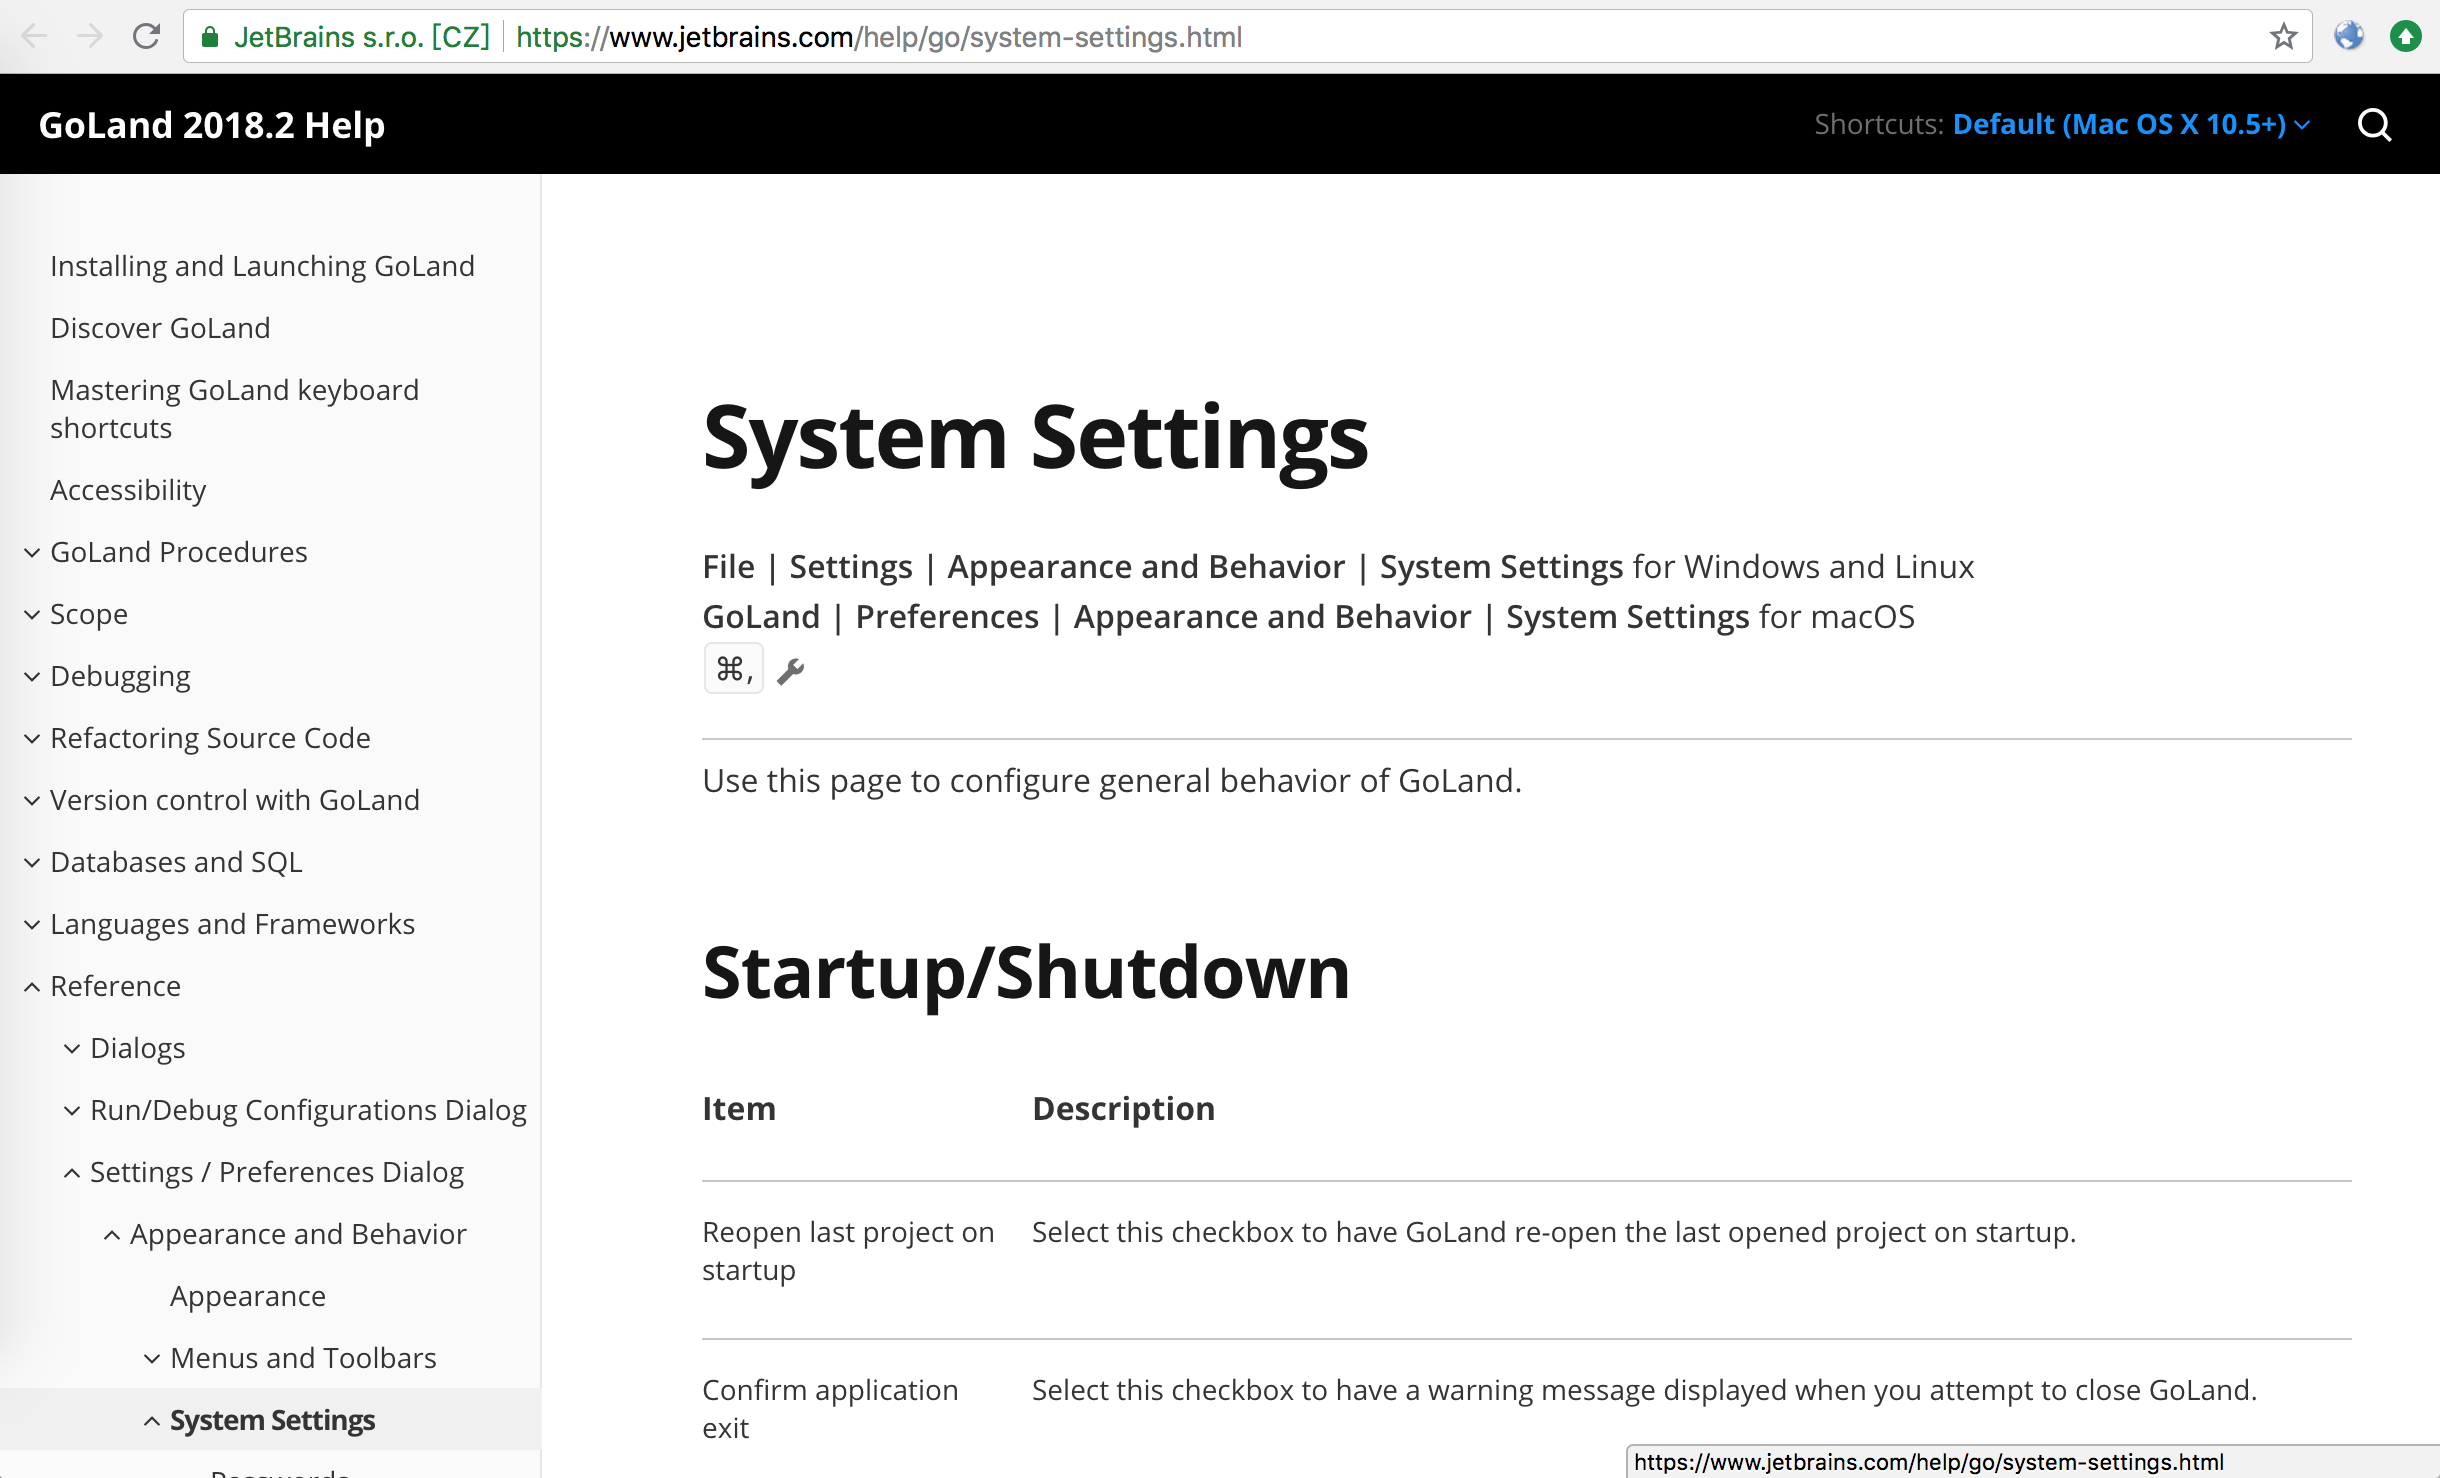 JetBrains s.r.o. [CZ] | https://www.jetbrains.com/help/go/system-settings.html
GoLand 2018.2 Help
Shortcuts: Default (Mac OS X 10.5+)
Installing and Launching GoLand
Discover GoLand
Mastering GoLand keyboard
shortcuts
Accessibility
GoLand Procedures
Scope
Debugging
Refactoring Source Code
Version control with GoLand
Databases and SQL
Languages and Frameworks
Reference
Dialogs
Run/Debug Configurations Dialog
Settings / Preferences Dialog
Appearance and Behavior
Appearance
Menus and Toolbars
System Settings
Passwords
System Settings
File | Settings | Appearance and Behavior | System Settings for Windows and Linux
GoLand | Preferences | Appearance and Behavior | System Settings for macOS
⌘,
Use this page to configure general behavior of GoLand.
Startup/Shutdown
Item Description
Reopen last project on
startup
Select this checkbox to have GoLand re-open the last opened project on startup.
Confirm application
exit
Select this checkbox to have a warning message displayed when you attempt to close GoLand.
https://www.jetbrains.com/help/go/system-settings.html